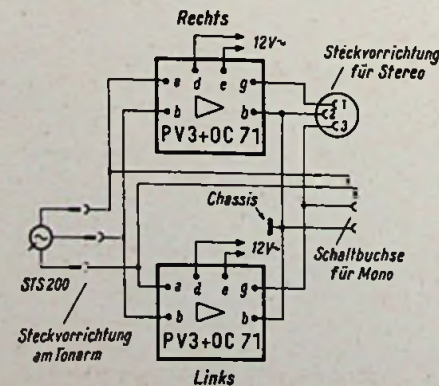 Rechts
12V~
a d e g
b b
PV3+OC 71
Steckvorrichtung
für Stereo
1
2
3
STS 200
Chassis
Schaltbuchse
für Mono
Steckvorrichtung
am Tonarm
12V~
a d e g
b b
PV3+OC 71
Links